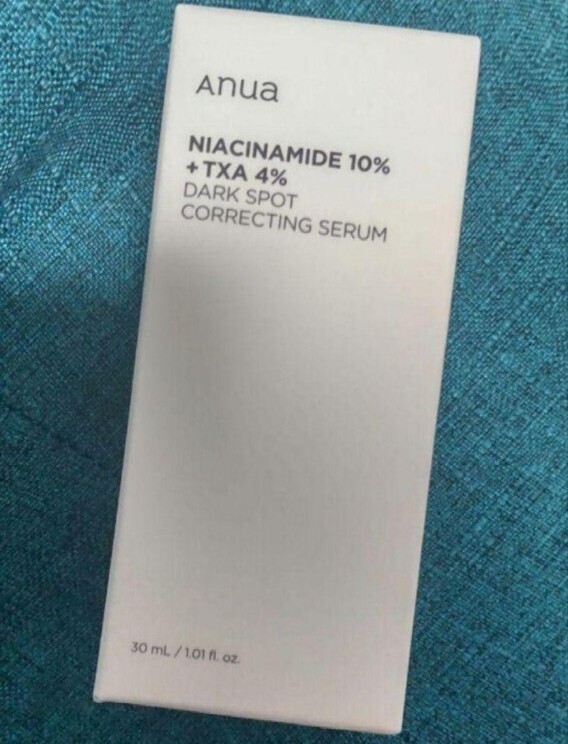 Anua
NIACINAMIDE 10%
+TXA 4%
DARK SPOT
CORRECTING SERUM
30 mL / 1.01 fl. oz.